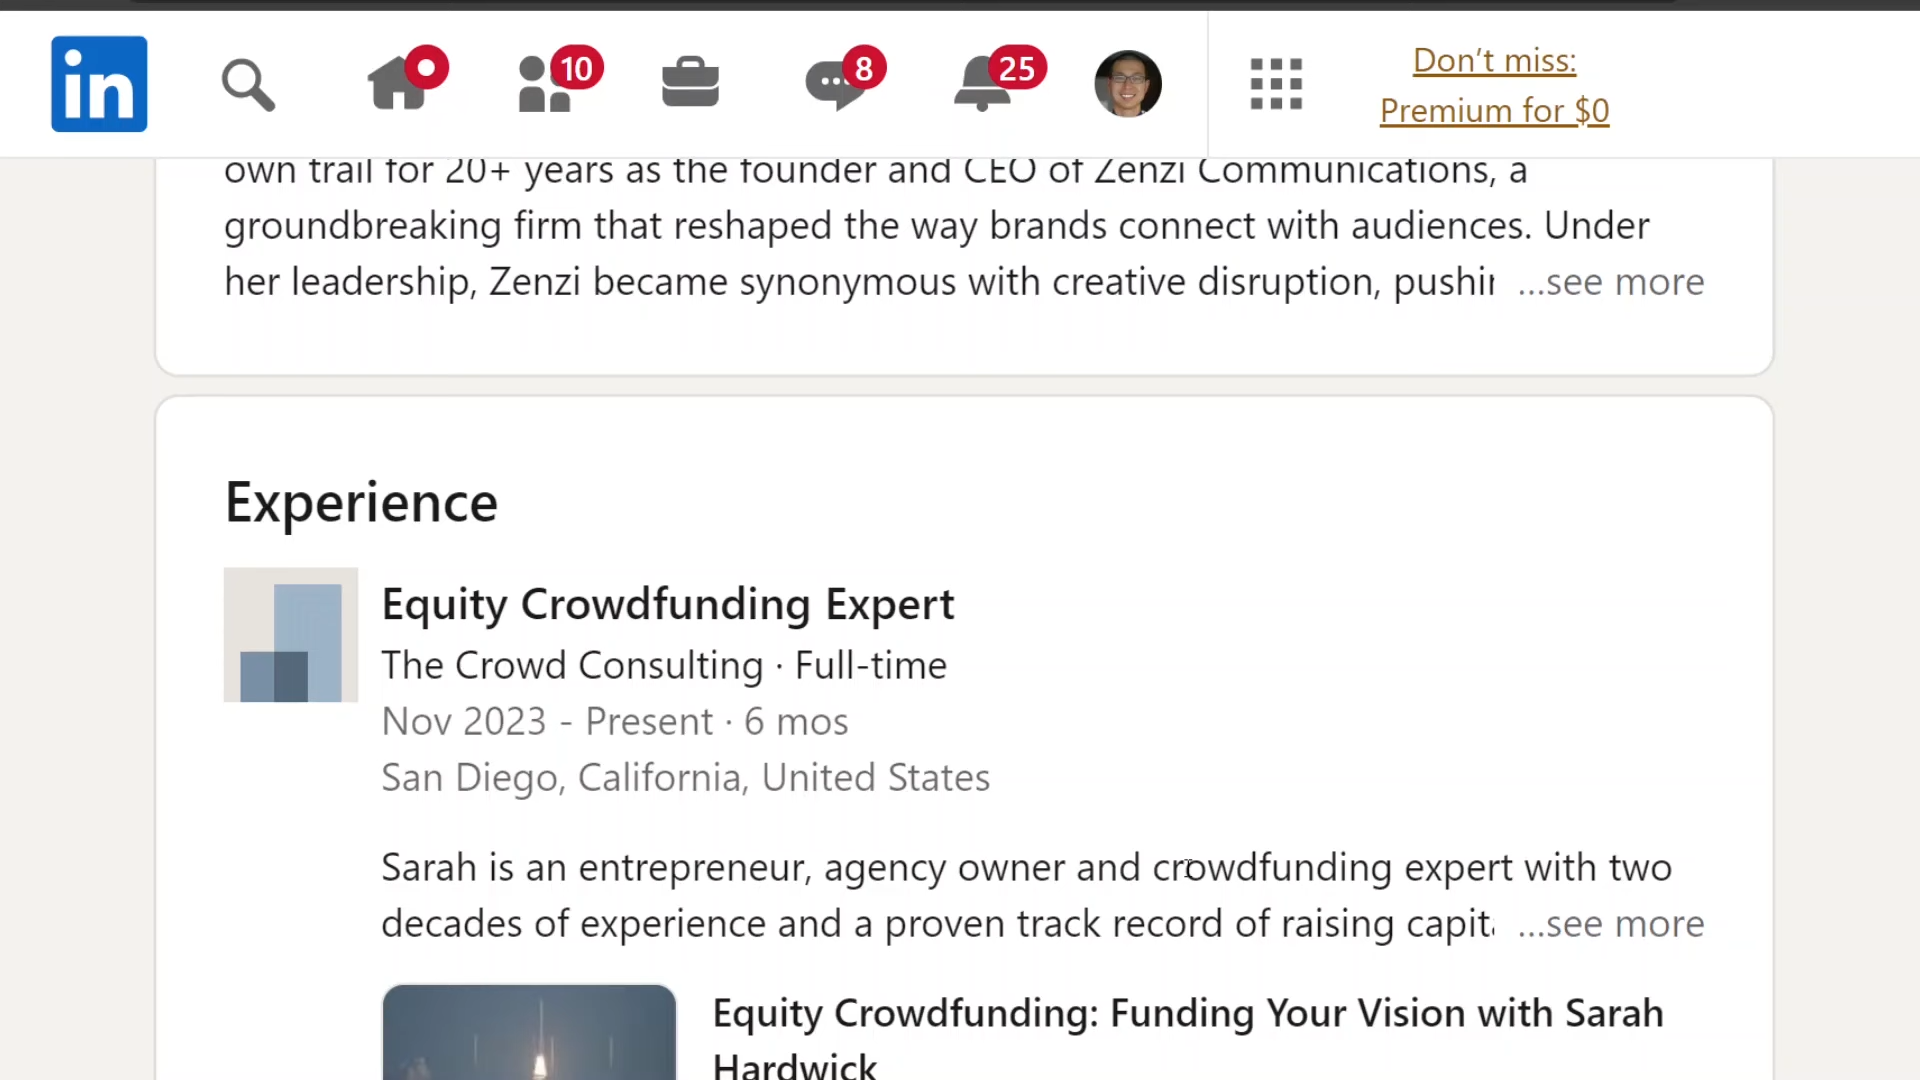 in
10
8
25
Don't miss:
Premium for $0
own trail for 20+ years as the founder and CEO of Zenzi Communications, a
groundbreaking firm that reshaped the way brands connect with audiences. Under
her leadership, Zenzi became synonymous with creative disruption, pushin ...see more
Experience
Equity Crowdfunding Expert
The Crowd Consulting · Full-time
Nov 2023 - Present · 6 mos
San Diego, California, United States
Sarah is an entrepreneur, agency owner and crowdfunding expert with two
decades of experience and a proven track record of raising capita ...see more
Equity Crowdfunding: Funding Your Vision with Sarah
Hardwick